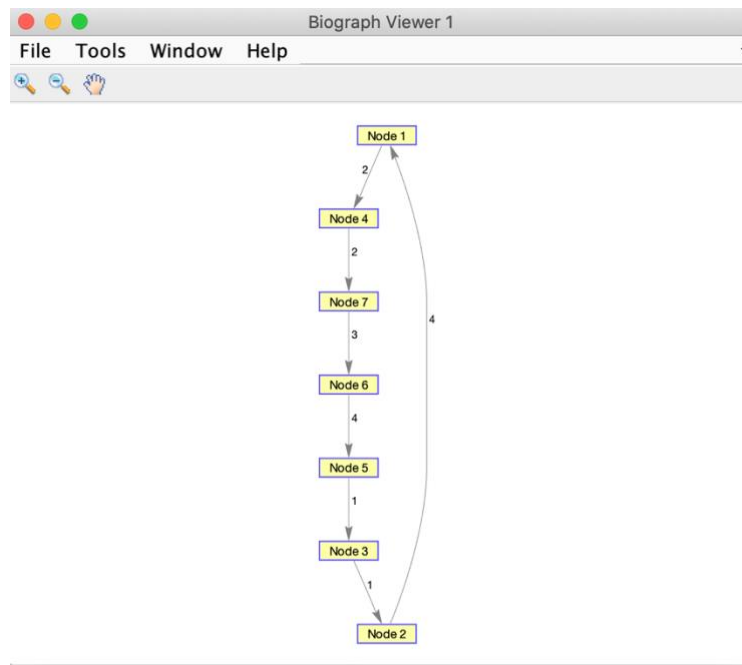 Biograph Viewer 1
File Tools Window Help
Node 1
2
Node 4
2
Node 7
4
3
Node 6
4
Node 5
1
Node 3
1
Node 2